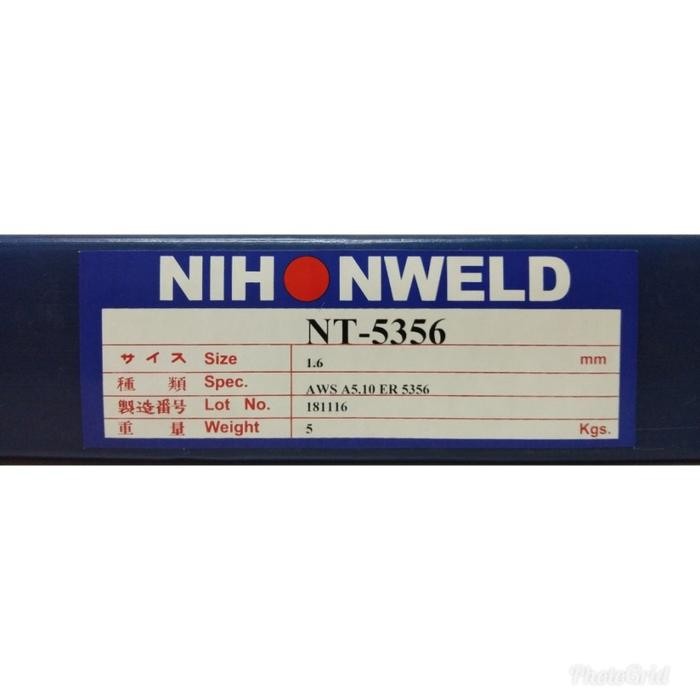 NIHONWELD
NT-5356
サイズ Size 1.6 mm
種類 Spec. AWS A5.10 ER 5356
製造番号 Lot No. 181116
重量 Weight 5 Kgs.
PhotoGrid